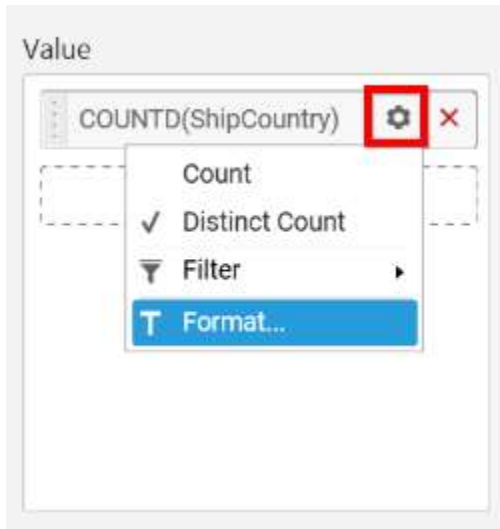 Value
COUNTD(ShipCountry)
Count
Distinct Count
Filter
Format...